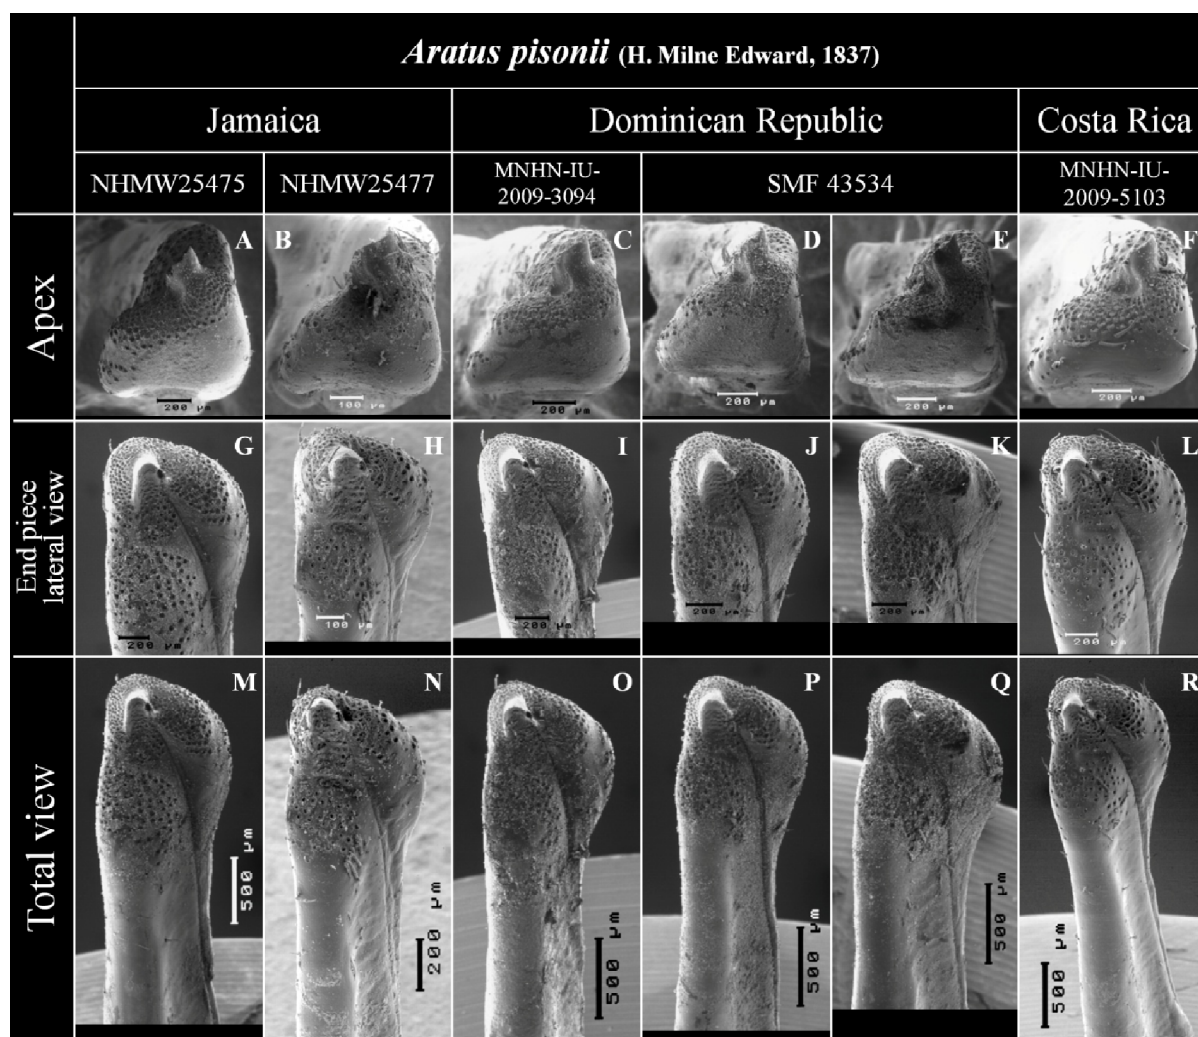 Aratus pisonii (H. Milne Edward, 1837)
Jamaica
Dominican Republic
Costa Rica
NHMW25475
NHMW25477
MNHN-IU-
2009-3094
SMF 43534
MNHN-IU-
2009-5103
Apex
A
B
C
D
E
F
200 µm
100 µm
200 µm
200 µm
200 µm
200 µm
End piece
lateral view
G
H
I
J
K
L
200 µm
100 µm
200 µm
200 µm
200 µm
200 µm
Total view
M
N
O
P
Q
R
500 µm
200 µm
500 µm
500 µm
500 µm
500 µm